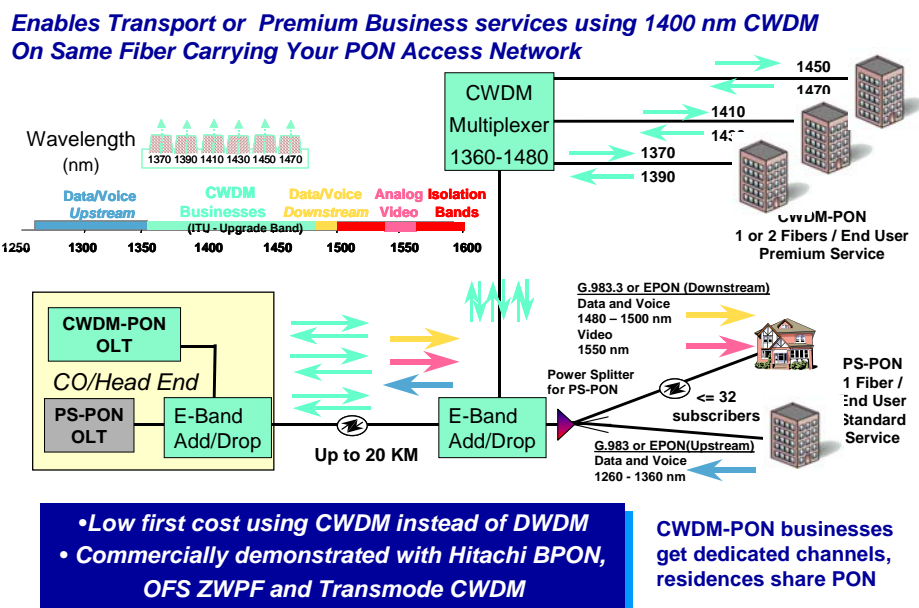 Enables Transport or Premium Business services using 1400 nm CWDM
On Same Fiber Carrying Your PON Access Network
CWDM
Multiplexer
1360-1480
1450
1470
1410
1370
1390
Wavelength
(nm)
1370 1390 1410 1430 1450 1470
Data/Voice
Upstream
CWDM
Businesses
(ITU - Upgrade Band)
Data/Voice
Downstream
Analog
Video
Isolation
Bands
1250 1300 1350 1400 1450 1500 1550 1600
CWDM-PON
1 or 2 Fibers / End User
Premium Service
CWDM-PON
OLT
CO/Head End
PS-PON
OLT
E-Band
Add/Drop
Up to 20 KM
E-Band
Add/Drop
Power Splitter
for PS-PON
G.983.3 or EPON (Downstream)
Data and Voice
1480 – 1500 nm
Video
1550 nm
<= 32
subscribers
G.983 or EPON(Upstream)
Data and Voice
1260 - 1360 nm
PS-PON
1 Fiber /
End User
Standard
Service
•Low first cost using CWDM instead of DWDM
• Commercially demonstrated with Hitachi BPON,
OFS ZWPF and Transmode CWDM
CWDM-PON businesses
get dedicated channels,
residences share PON